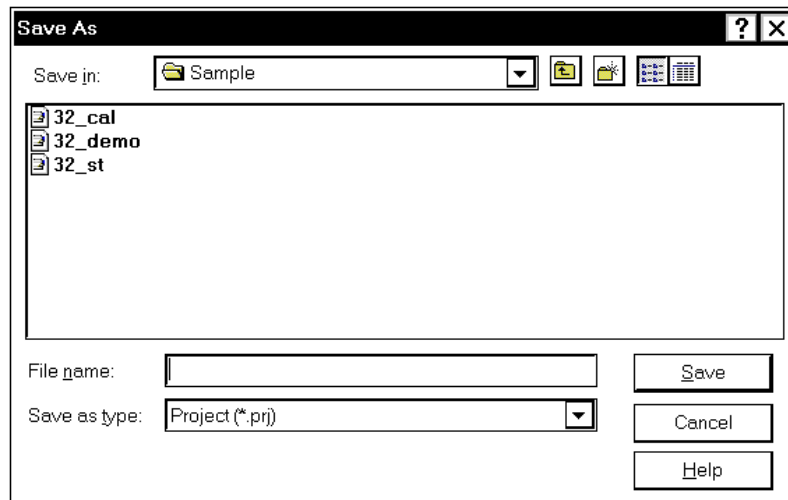 Save As
Save in: Sample
32_cal
32_demo
32_st
File name: Save
Save as type: Project (*.prj)
Cancel
Help